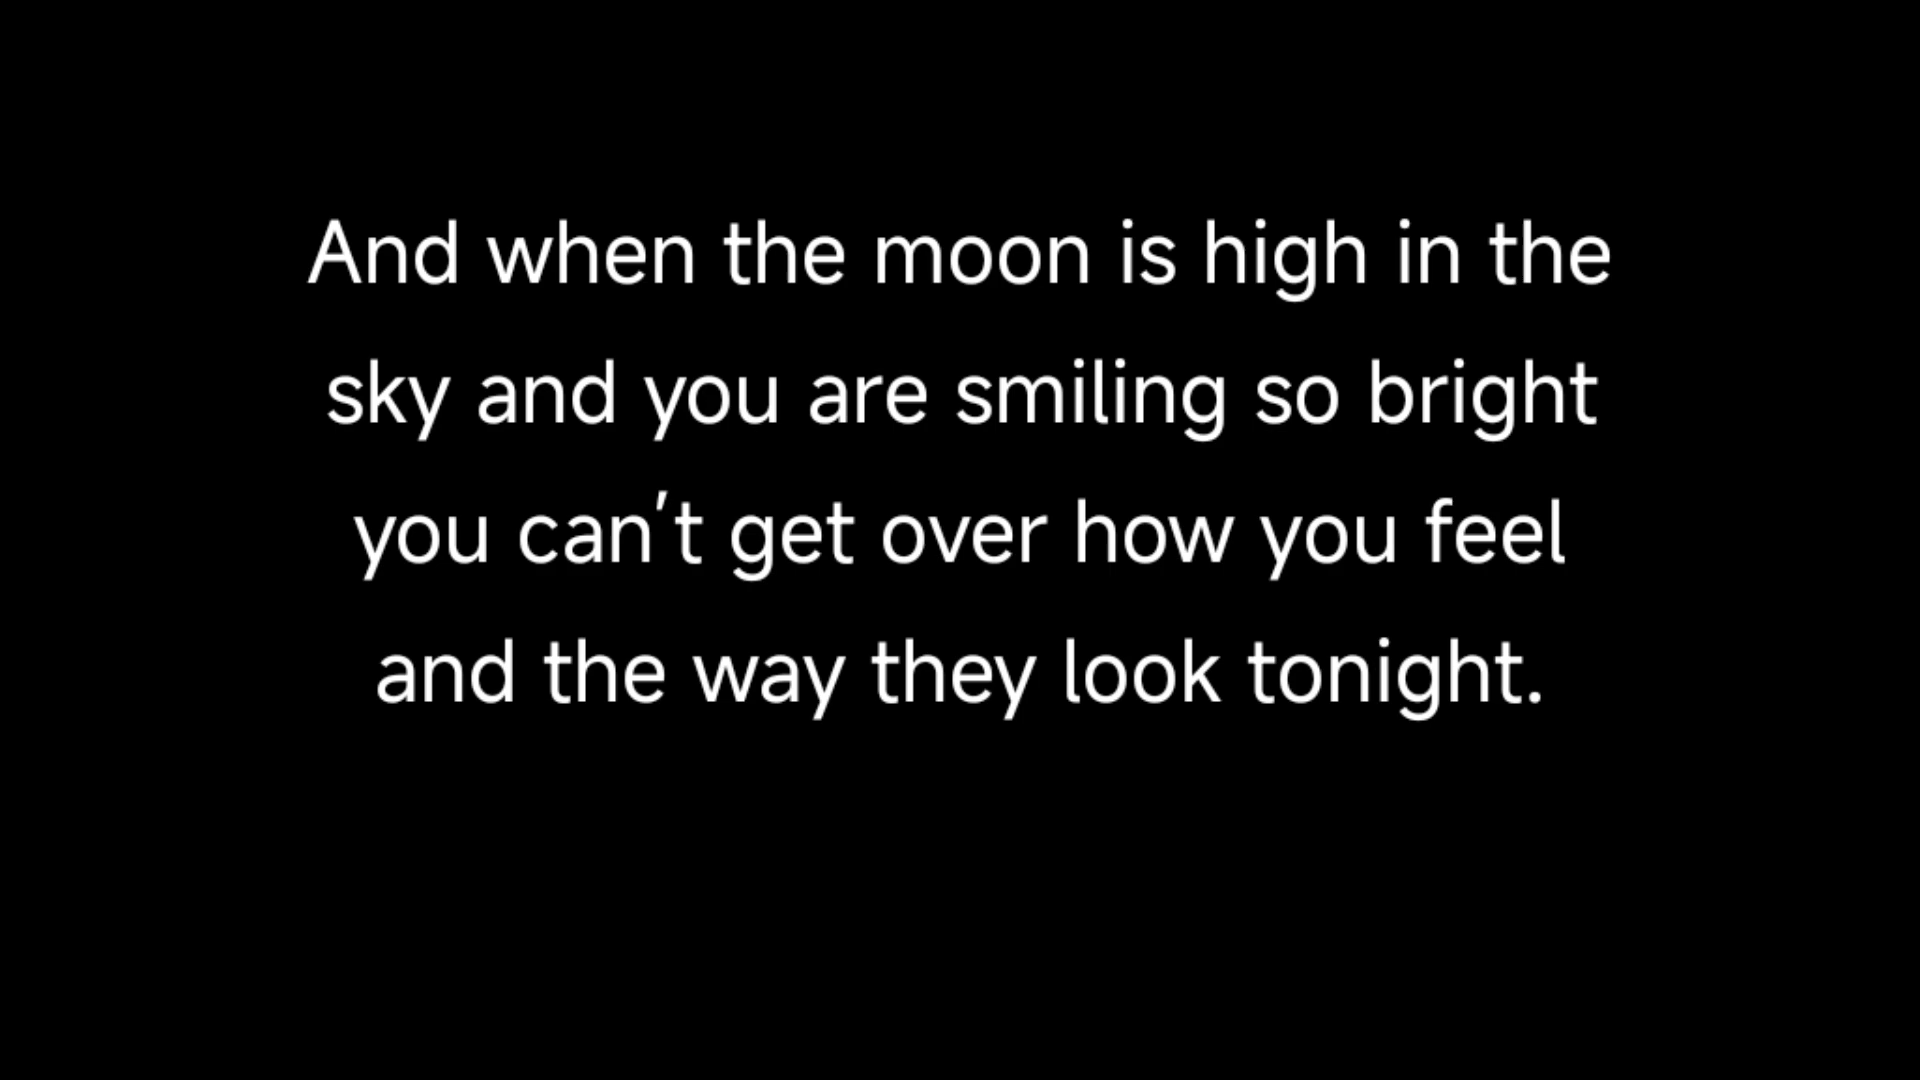 And when the moon is high in the
sky and you are smiling so bright
you can't get over how you feel
and the way they look tonight.